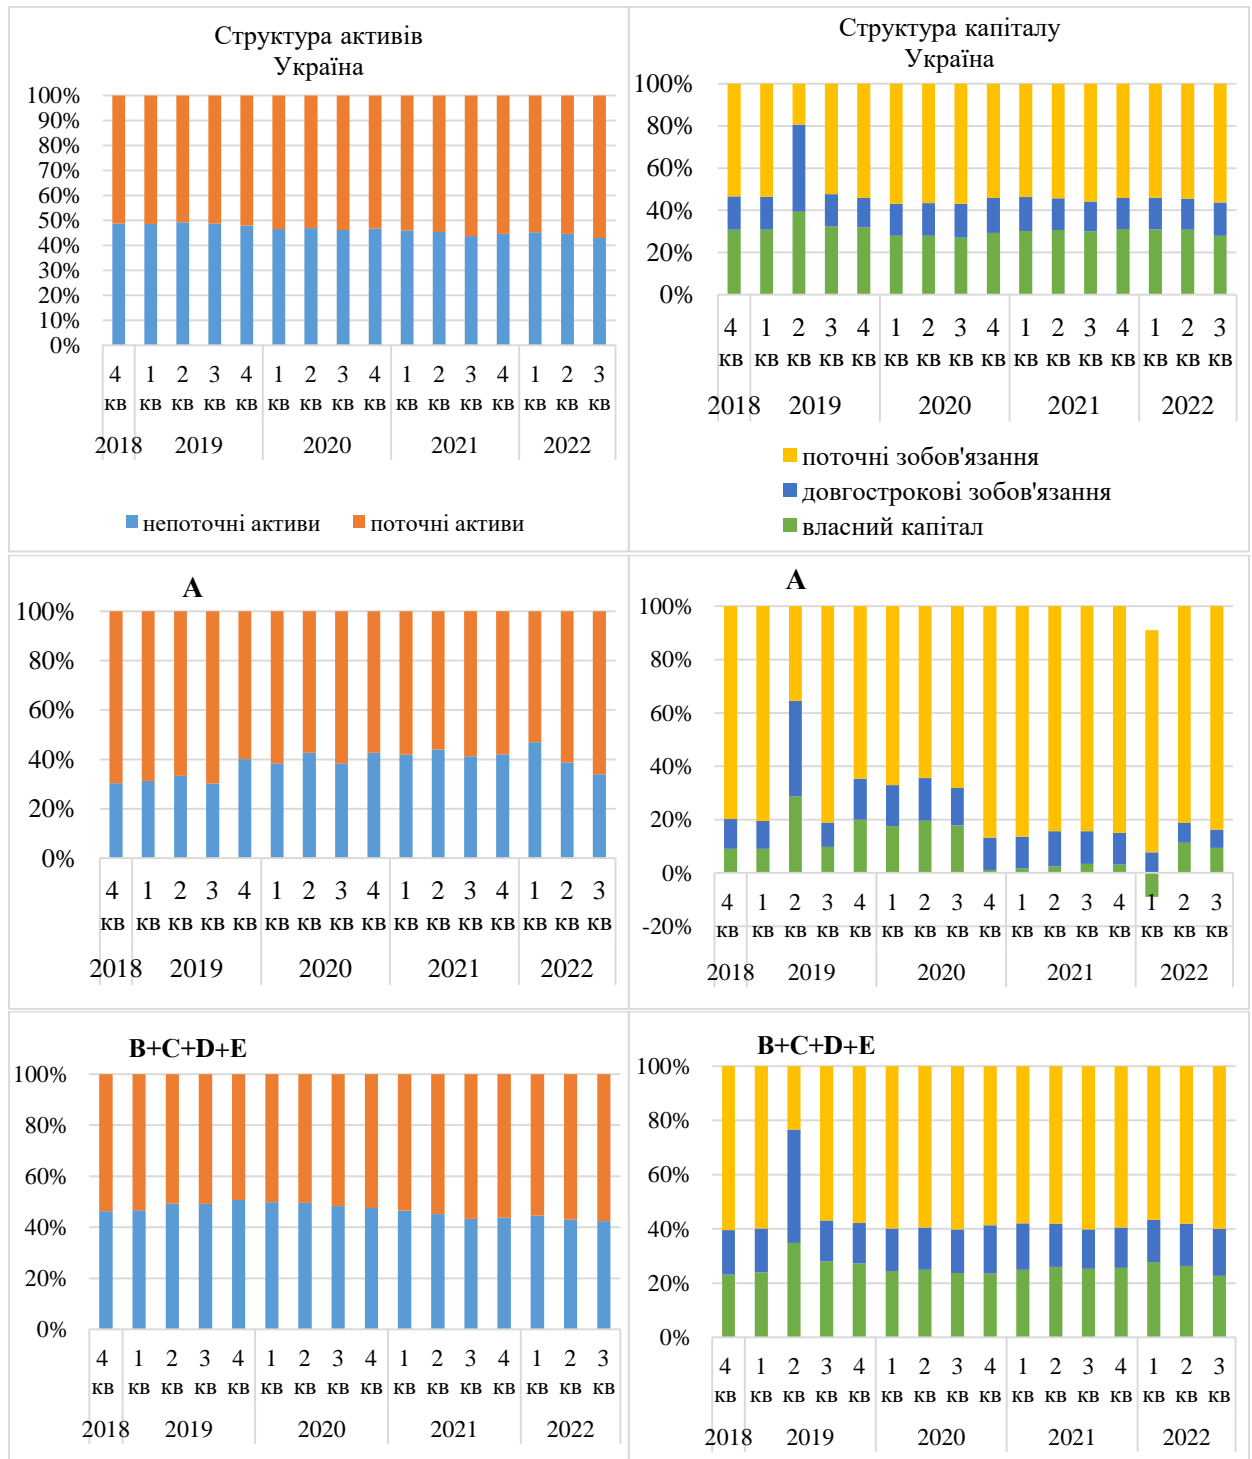 Структура активів
Україна
100%
90%
80%
70%
60%
50%
40%
30%
20%
10%
0%
4 1 2 3 4 1 2 3 4 1 2 3 4 1 2 3
кв кв кв кв кв кв кв кв кв кв кв кв кв кв кв кв
2018 2019 2020 2021 2022
непоточні активи поточні активи
Структура капіталу
Україна
100%
80%
60%
40%
20%
0%
4 1 2 3 4 1 2 3 4 1 2 3 4 1 2 3
кв кв кв кв кв кв кв кв кв кв кв кв кв кв кв кв
2018 2019 2020 2021 2022
поточні зобов'язання
довгострокові зобов'язання
власний капітал
А
100%
80%
60%
40%
20%
0%
4 1 2 3 4 1 2 3 4 1 2 3 4 1 2 3
кв кв кв кв кв кв кв кв кв кв кв кв кв кв кв кв
2018 2019 2020 2021 2022
А
100%
80%
60%
40%
20%
0%
-20%
4 1 2 3 4 1 2 3 4 1 2 3 4 1 2 3
кв кв кв кв кв кв кв кв кв кв кв кв кв кв кв кв
2018 2019 2020 2021 2022
B+C+D+E
100%
80%
60%
40%
20%
0%
4 1 2 3 4 1 2 3 4 1 2 3 4 1 2 3
кв кв кв кв кв кв кв кв кв кв кв кв кв кв кв кв
2018 2019 2020 2021 2022
B+C+D+E
100%
80%
60%
40%
20%
0%
4 1 2 3 4 1 2 3 4 1 2 3 4 1 2 3
кв кв кв кв кв кв кв кв кв кв кв кв кв кв кв кв
2018 2019 2020 2021 2022